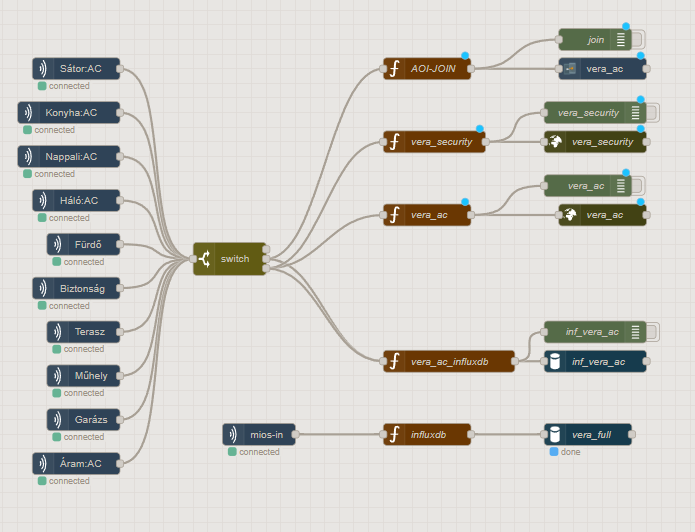 join
Sátor:AC
connected
AOI-JOIN
vera_ac
Konyha:AC
connected
vera_security
vera_security
vera_security
Nappali:AC
connected
vera_ac
Háló:AC
connected
vera_ac
vera_ac
Fürdő
connected
switch
Biztonság
connected
Terasz
connected
inf_vera_ac
vera_ac_influxdb
inf_vera_ac
Műhely
connected
Garázs
connected
mios-in
connected
influxdb
vera_full
done
Áram:AC
connected